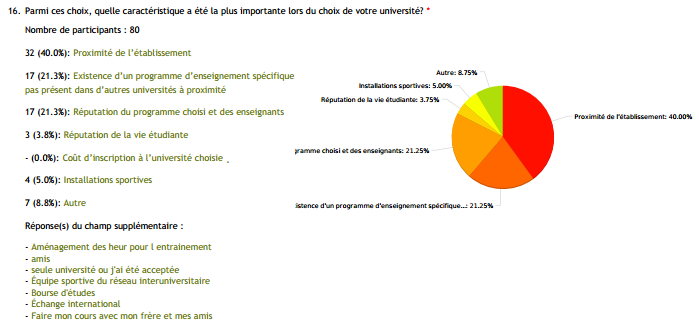 16. Parmi ces choix, quelle caractéristique a été la plus importante lors du choix de votre université? *
Nombre de participants : 80
32 (40.0%): Proximité de l'établissement
17 (21.3%): Existence d'un programme d'enseignement spécifique
pas présent dans d'autres universités à proximité
17 (21.3%): Réputation du programme choisi et des enseignants
3 (3.8%): Réputation de la vie étudiante
- (0.0%): Coût d'inscription à l'université choisie
4 (5.0%): Installations sportives
7 (8.8%): Autre
Réponse(s) du champ supplémentaire :
- Aménagement des heur pour l entrainement
- amis
- seule université ou j'ai été acceptée
- Équipe sportive du réseau interuniversitaire
- Bourse d'études
- Échange international
- Faire mon cours avec mon frère et mes amis
Autre: 8.75%
Installations sportives: 5.00%
Réputation de la vie étudiante: 3.75%
Proximité de l'établissement: 40.00%
gramme choisi et des enseignants: 21.25%
istence d'un programme d'enseignement spécifique...: 21.25%